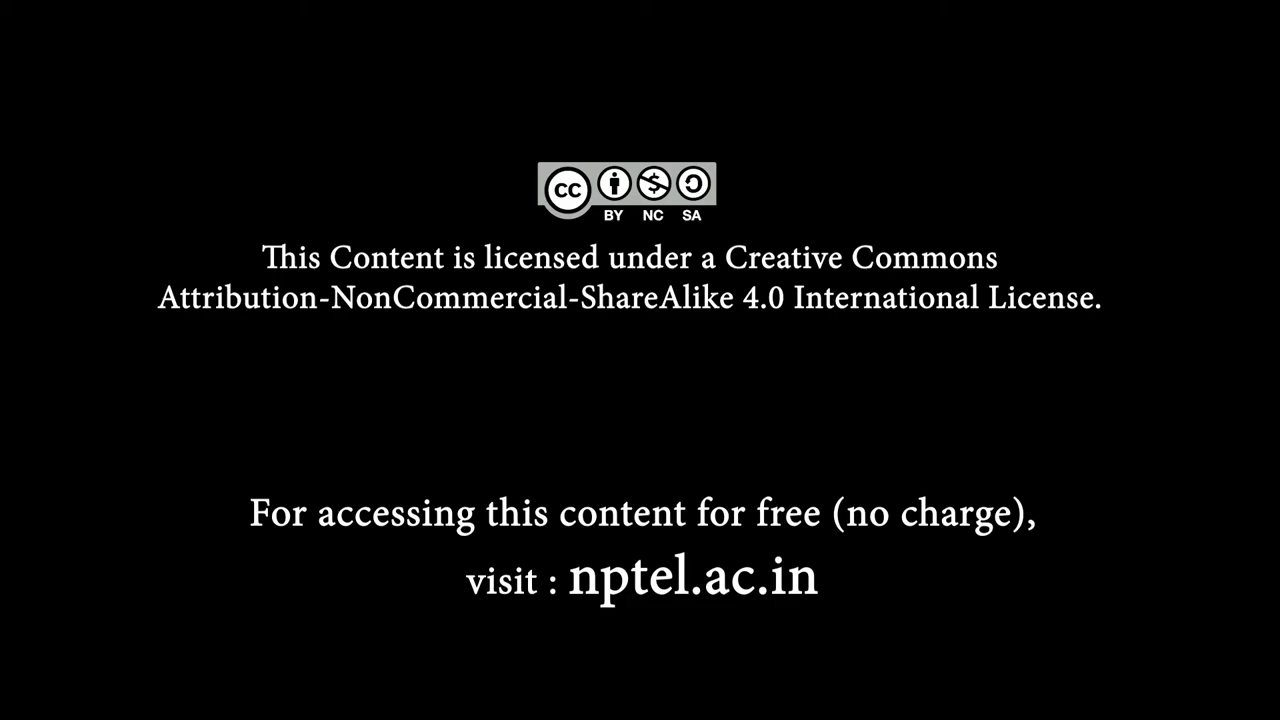 cc
BY NC SA
This Content is licensed under a Creative Commons
Attribution-NonCommercial-ShareAlike 4.0 International License.
For accessing this content for free (no charge),
visit : nptel.ac.in